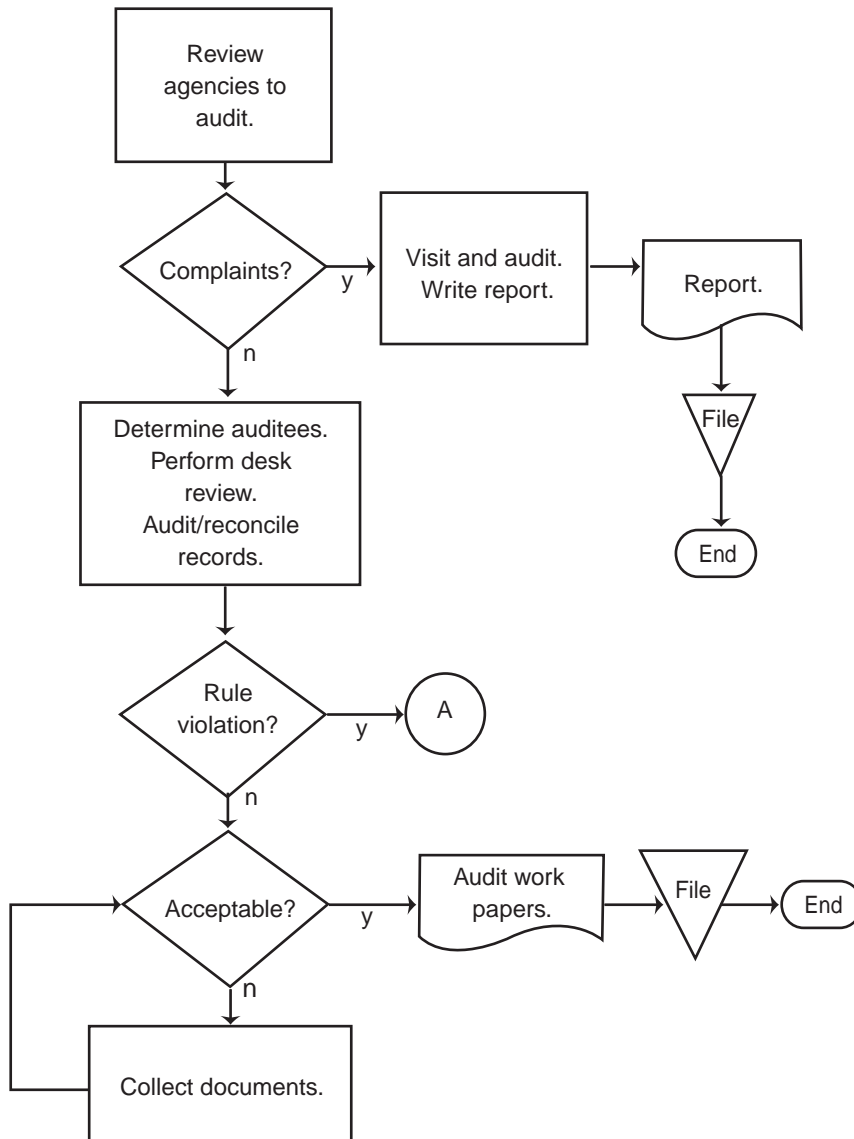 Review
agencies to
audit.
Complaints?
y
n
Visit and audit.
Write report.
Report.
File
End
Determine auditees.
Perform desk
review.
Audit/reconcile
records.
Rule
violation?
y
n
A
Acceptable?
y
n
Audit work
papers.
File
End
Collect documents.